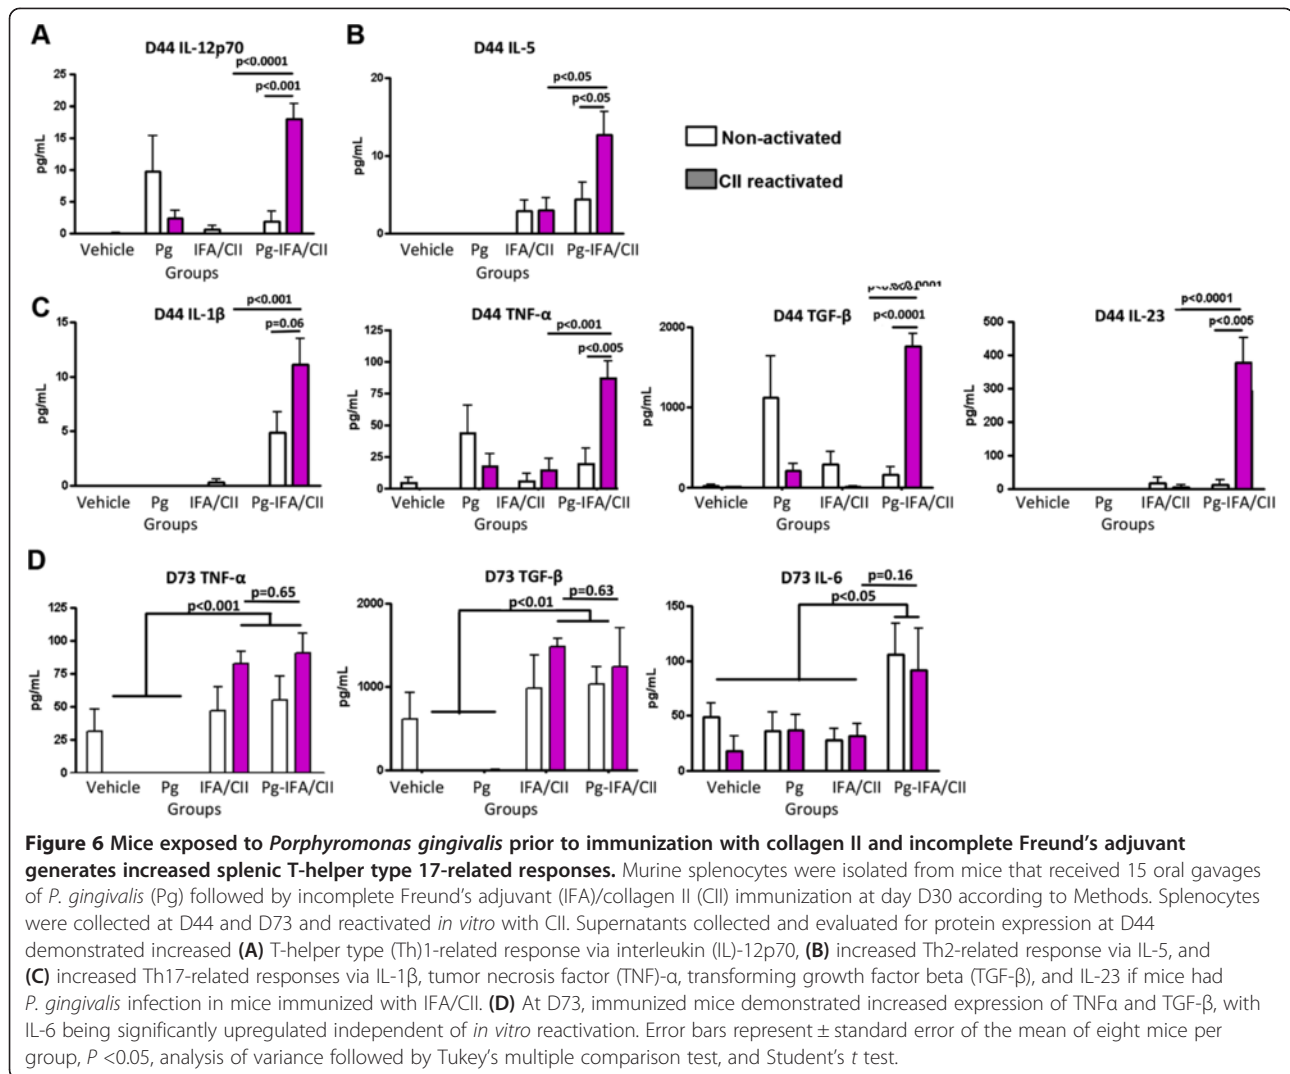 A
D44 IL-12p70
p<0.0001
p<0.001
25
20
15
10
5
0
pg/mL
Vehicle Pg IFA/CII Pg-IFA/CII
Groups
B
D44 IL-5
p<0.05
p<0.05
20
10
0
pg/mL
Vehicle Pg IFA/CII Pg-IFA/CII
Groups
Non-activated
CII reactivated
C
D44 IL-1β
p<0.001
p=0.06
15
10
5
0
pg/mL
Vehicle Pg IFA/CII Pg-IFA/CII
Groups
D44 TNF-α
p<0.001
p<0.005
125
100
75
50
25
0
pg/mL
Vehicle Pg IFA/CII Pg-IFA/CII
Groups
D44 TGF-β
p<0.0001
2000
1000
0
pg/mL
Vehicle Pg IFA/CII Pg-IFA/CII
Groups
D44 IL-23
p<0.0001
p<0.005
500
400
300
200
100
0
pg/mL
Vehicle Pg IFA/CII Pg-IFA/CII
Groups
D
D73 TNF-α
p=0.65
p<0.001
125
100
75
50
25
0
pg/mL
Vehicle Pg IFA/CII Pg-IFA/CII
Groups
D73 TGF-β
p=0.63
p<0.01
2000
1000
0
pg/mL
Vehicle Pg IFA/CII Pg-IFA/CII
Groups
D73 IL-6
p=0.16
p<0.05
150
100
50
0
pg/mL
Vehicle Pg IFA/CII Pg-IFA/CII
Groups
Figure 6 Mice exposed to Porphyromonas gingivalis prior to immunization with collagen II and incomplete Freund's adjuvant
generates increased splenic T-helper type 17-related responses. Murine splenocytes were isolated from mice that received 15 oral gavages
of P. gingivalis (Pg) followed by incomplete Freund's adjuvant (IFA)/collagen II (CII) immunization at day D30 according to Methods. Splenocytes
were collected at D44 and D73 and reactivated in vitro with CII. Supernatants collected and evaluated for protein expression at D44
demonstrated increased (A) T-helper type (Th)1-related response via interleukin (IL)-12p70, (B) increased Th2-related response via IL-5, and
(C) increased Th17-related responses via IL-1β, tumor necrosis factor (TNF)-α, transforming growth factor beta (TGF-β), and IL-23 if mice had
P. gingivalis infection in mice immunized with IFA/CII. (D) At D73, immunized mice demonstrated increased expression of TNFα and TGF-β, with
IL-6 being significantly upregulated independent of in vitro reactivation. Error bars represent ± standard error of the mean of eight mice per
group, P <0.05, analysis of variance followed by Tukey's multiple comparison test, and Student's t test.